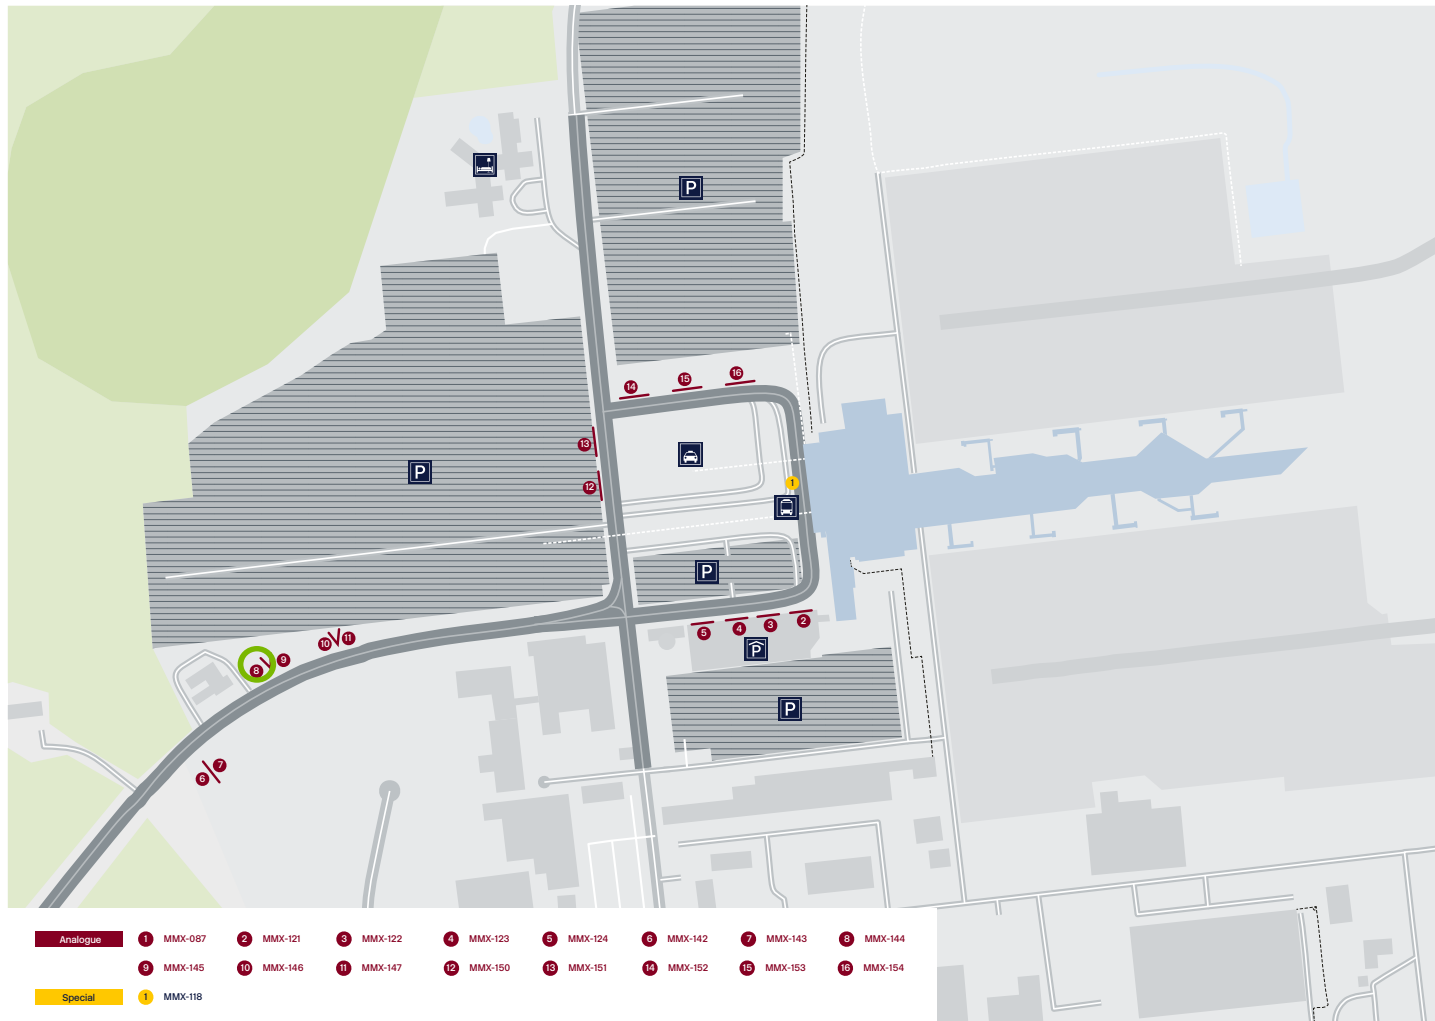 P
14
15
16
13
P
12
1
P
5
4
3
2
10
11
8
9
P
P
6
7
Analogue 1 MMX-087 2 MMX-121 3 MMX-122 4 MMX-123 5 MMX-124 6 MMX-142 7 MMX-143 8 MMX-144
9 MMX-145 10 MMX-146 11 MMX-147 12 MMX-150 13 MMX-151 14 MMX-152 15 MMX-153 16 MMX-154
Special 1 MMX-118